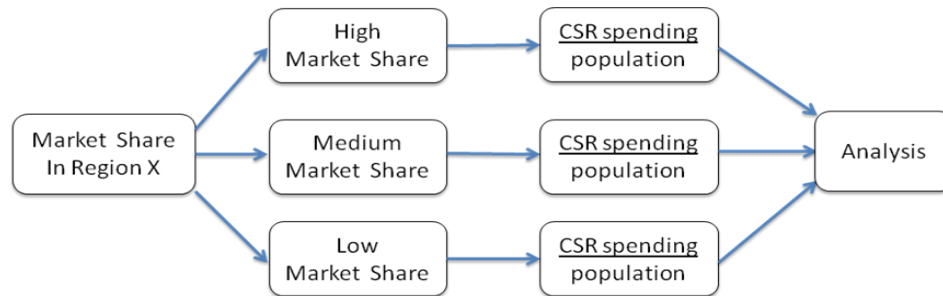 High
Market Share
CSR spending
population
Market Share
In Region X
Medium
Market Share
CSR spending
population
Analysis
Low
Market Share
CSR spending
population